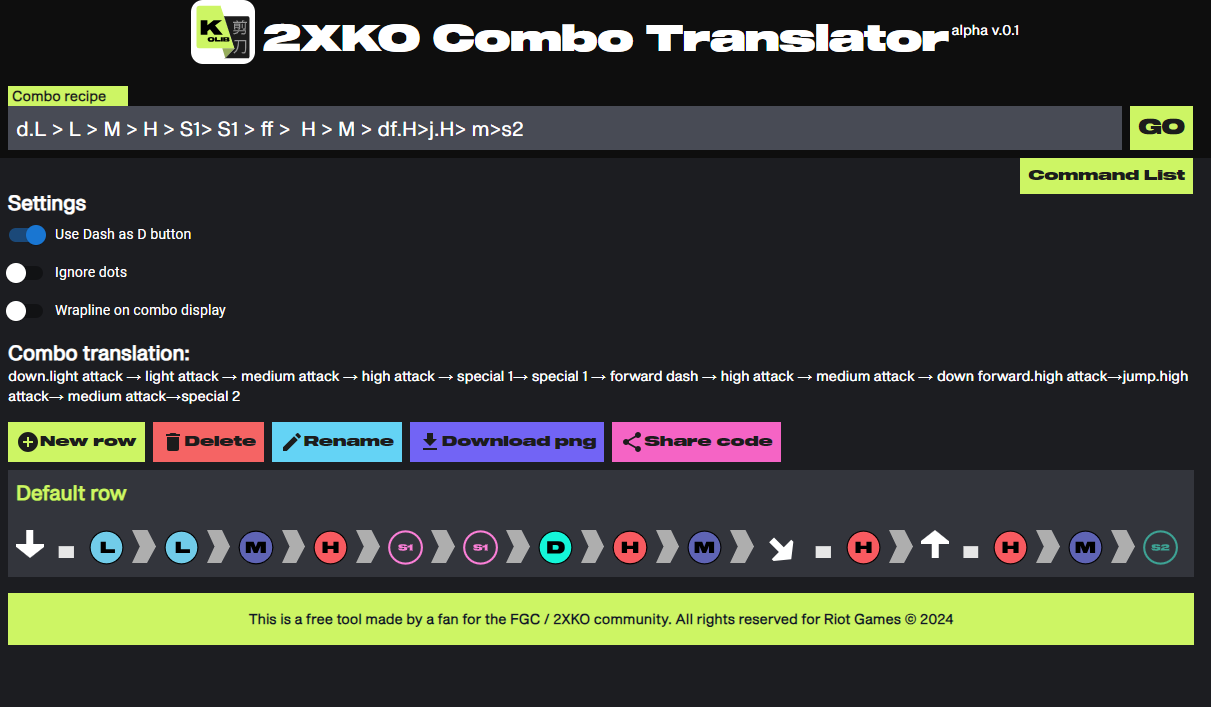 K
OLIB
剪
刀
2XKO Combo Translator alpha v.0.1
Combo recipe
d.L > L > M > H > S1> S1 > ff >  H > M > df.H>j.H> m>s2
GO
Command List
Settings
Use Dash as D button
Ignore dots
Wrapline on combo display
Combo translation:
down.light attack → light attack → medium attack → high attack → special 1→ special 1 → forward dash → high attack → medium attack → down forward.high attack→jump.high
attack→ medium attack→special 2
New row Delete Rename Download png Share code
Default row
L L M H S1 S1 D H M H H M S2
This is a free tool made by a fan for the FGC / 2XKO community. All rights reserved for Riot Games © 2024